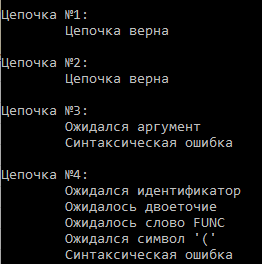 Цепочка №1:
Цепочка верна
Цепочка №2:
Цепочка верна
Цепочка №3:
Ожидался аргумент
Синтаксическая ошибка
Цепочка №4:
Ожидался идентификатор
Ожидалось двоеточие
Ожидалось слово FUNC
Ожидался символ '('
Синтаксическая ошибка